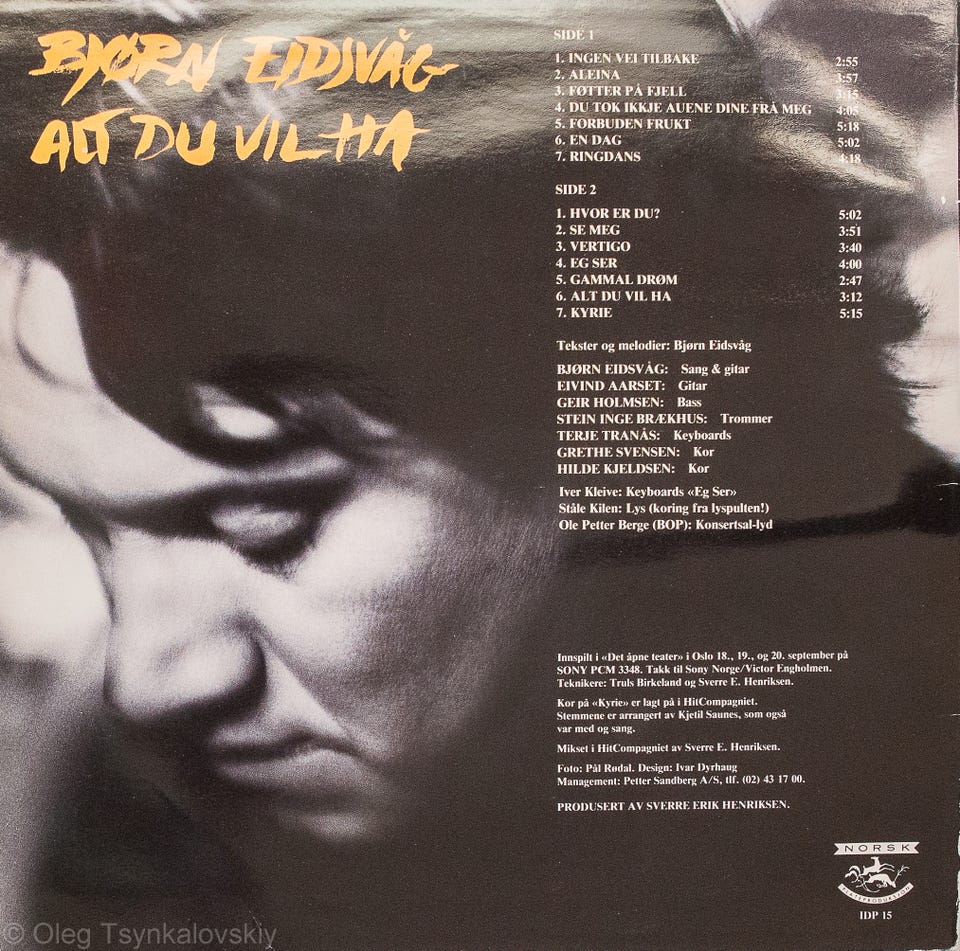 BJØRN EIDSVÅG
ALT DU VIL HA
SIDE 1
1. INGEN VEI TILBAKE 2:55
2. ALEINA 3:57
3. FØTTER PÅ FJELL 3:15
4. DU TOK IKKJE AUENE DINE FRÅ MEG 4:05
5. FORBUDEN FRUKT 5:18
6. EN DAG 5:02
7. RINGDANS 4:18
SIDE 2
1. HVOR ER DU? 5:02
2. SE MEG 3:51
3. VERTIGO 3:40
4. EG SER 4:00
5. GAMMAL DRØM 2:47
6. ALT DU VIL HA 3:12
7. KYRIE 5:15
Tekster og melodier: Bjørn Eidsvåg
BJØRN EIDSVÅG: Sang & gitar
EIVIND AARSET: Gitar
GEIR HOLMSEN: Bass
STEIN INGE BRÆKHUS: Trommer
TERJE TRANÅS: Keyboards
GRETHE SVENSEN: Kor
HILDE KJELDSEN: Kor
Iver Kleive: Keyboards «Eg Ser»
Ståle Kilen: Lys (koring fra lyspulten!)
Ole Petter Berge (BOP): Konsertsal-lyd
Innspilt i «Det åpne teater» i Oslo 18., 19., og 20. september på
SONY PCM 3348. Takk til Sony Norge/Victor Engholmen.
Teknikere: Truls Birkeland og Sverre E. Henriksen.
Kor på «Kyrie» er lagt på i HitCompagniet.
Stemmene er arrangert av Kjetil Saunes, som også
var med og sang.
Mikset i HitCompagniet av Sverre E. Henriksen.
Foto: Pål Rødal. Design: Ivar Dyrhaug
Management: Petter Sandberg A/S, tlf. (02) 43 17 00.
PRODUSERT AV SVERRE ERIK HENRIKSEN.
NORSK
PLATEPRODUKSJON
IDP 15
© Oleg Tsynkalovskiy